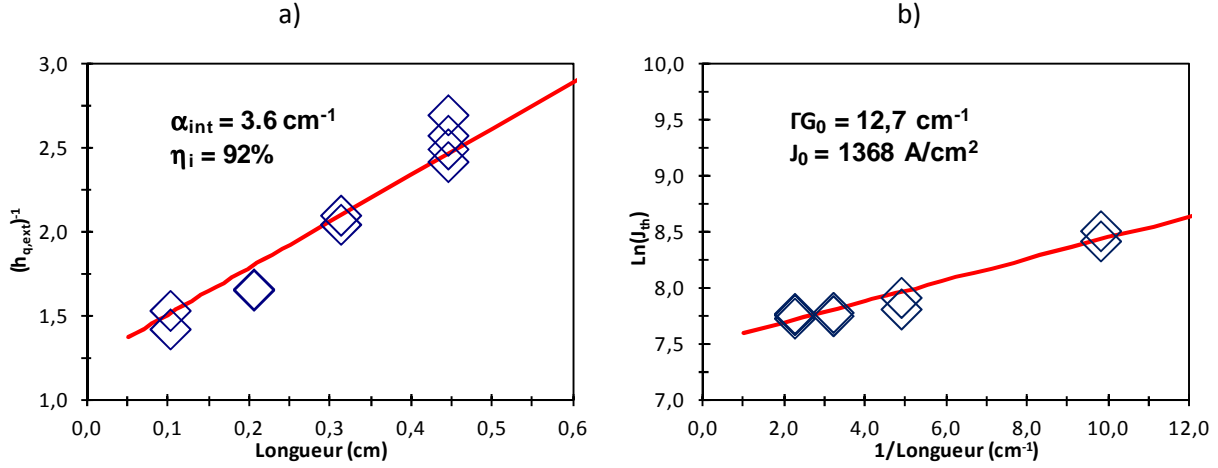 a)
3,0
2,5
2,0
1,5
1,0
(h_q,ext)^-1
α_int = 3.6 cm^-1
η_i = 92%
0,0 0,1 0,2 0,3 0,4 0,5 0,6
Longueur (cm)
b)
10,0
9,5
9,0
8,5
8,0
7,5
7,0
Ln(J_th)
ΓG_0 = 12,7 cm^-1
J_0 = 1368 A/cm^2
0,0 2,0 4,0 6,0 8,0 10,0 12,0
1/Longueur (cm^-1)